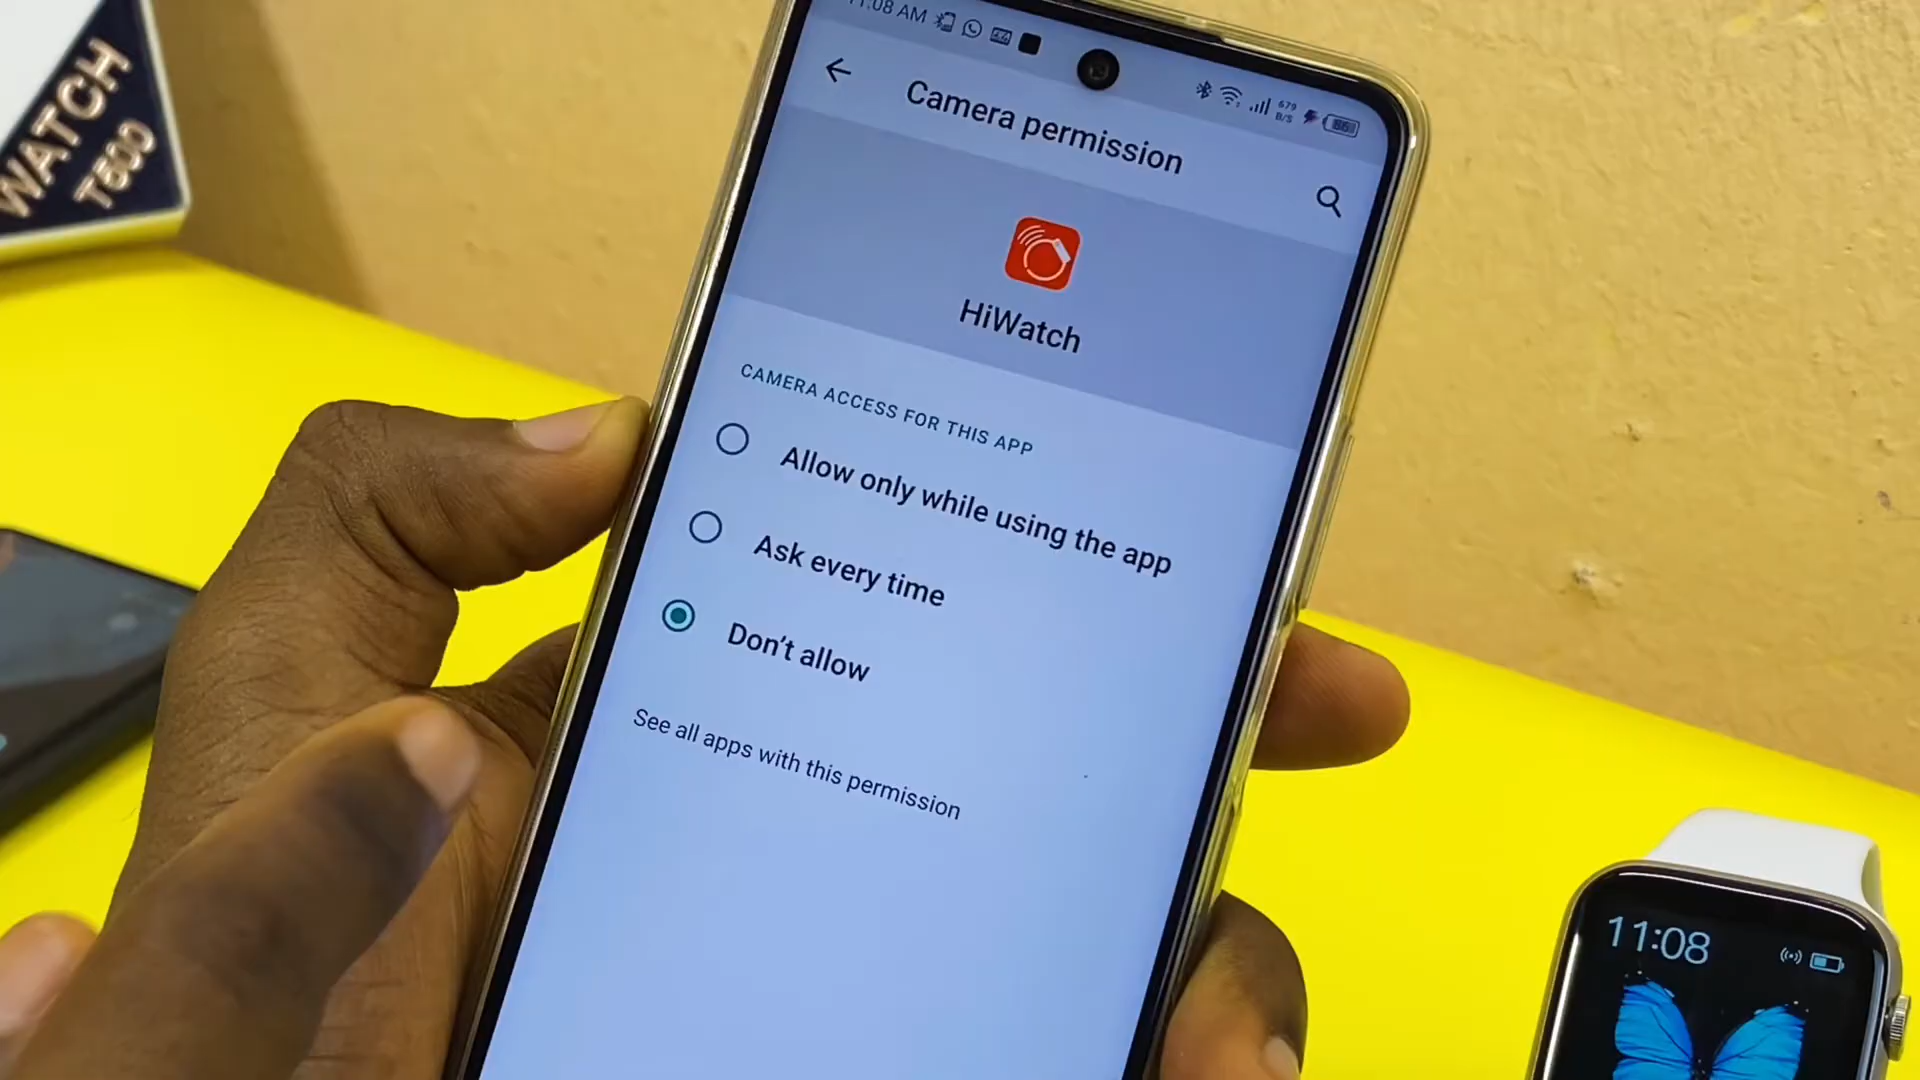 WATCH
T500
11:08 AM
679
B/S
Camera permission
HiWatch
CAMERA ACCESS FOR THIS APP
Allow only while using the app
Ask every time
Don't allow
See all apps with this permission
11:08